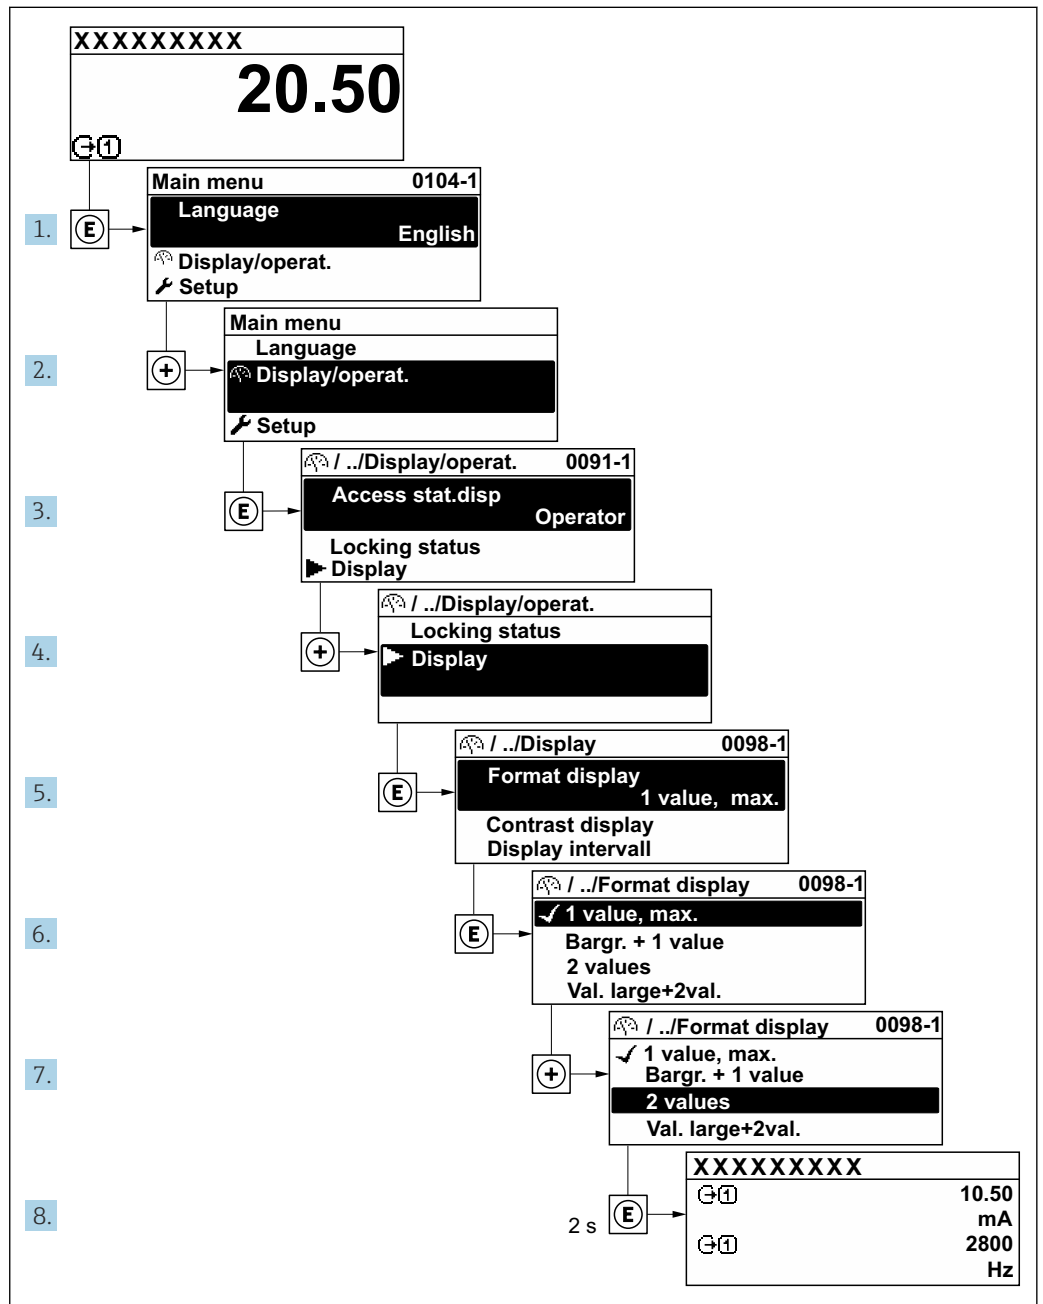 XXXXXXXXX
20.50
1
Main menu 0104-1
1. E Language
English
Display/operat.
Setup
Main menu
Language
2. + Display/operat.
Setup
/ ../Display/operat. 0091-1
3. E Access stat.disp
Operator
Locking status
Display
/ ../Display/operat.
Locking status
4. + Display
/ ../Display 0098-1
5. E Format display
1 value, max.
Contrast display
Display intervall
/ ../Format display 0098-1
1 value, max.
6. E Bargr. + 1 value
2 values
Val. large+2val.
/ ../Format display 0098-1
1 value, max.
7. + Bargr. + 1 value
2 values
Val. large+2val.
XXXXXXXXX
1 10.50
8. 2 s E mA
1 2800
Hz